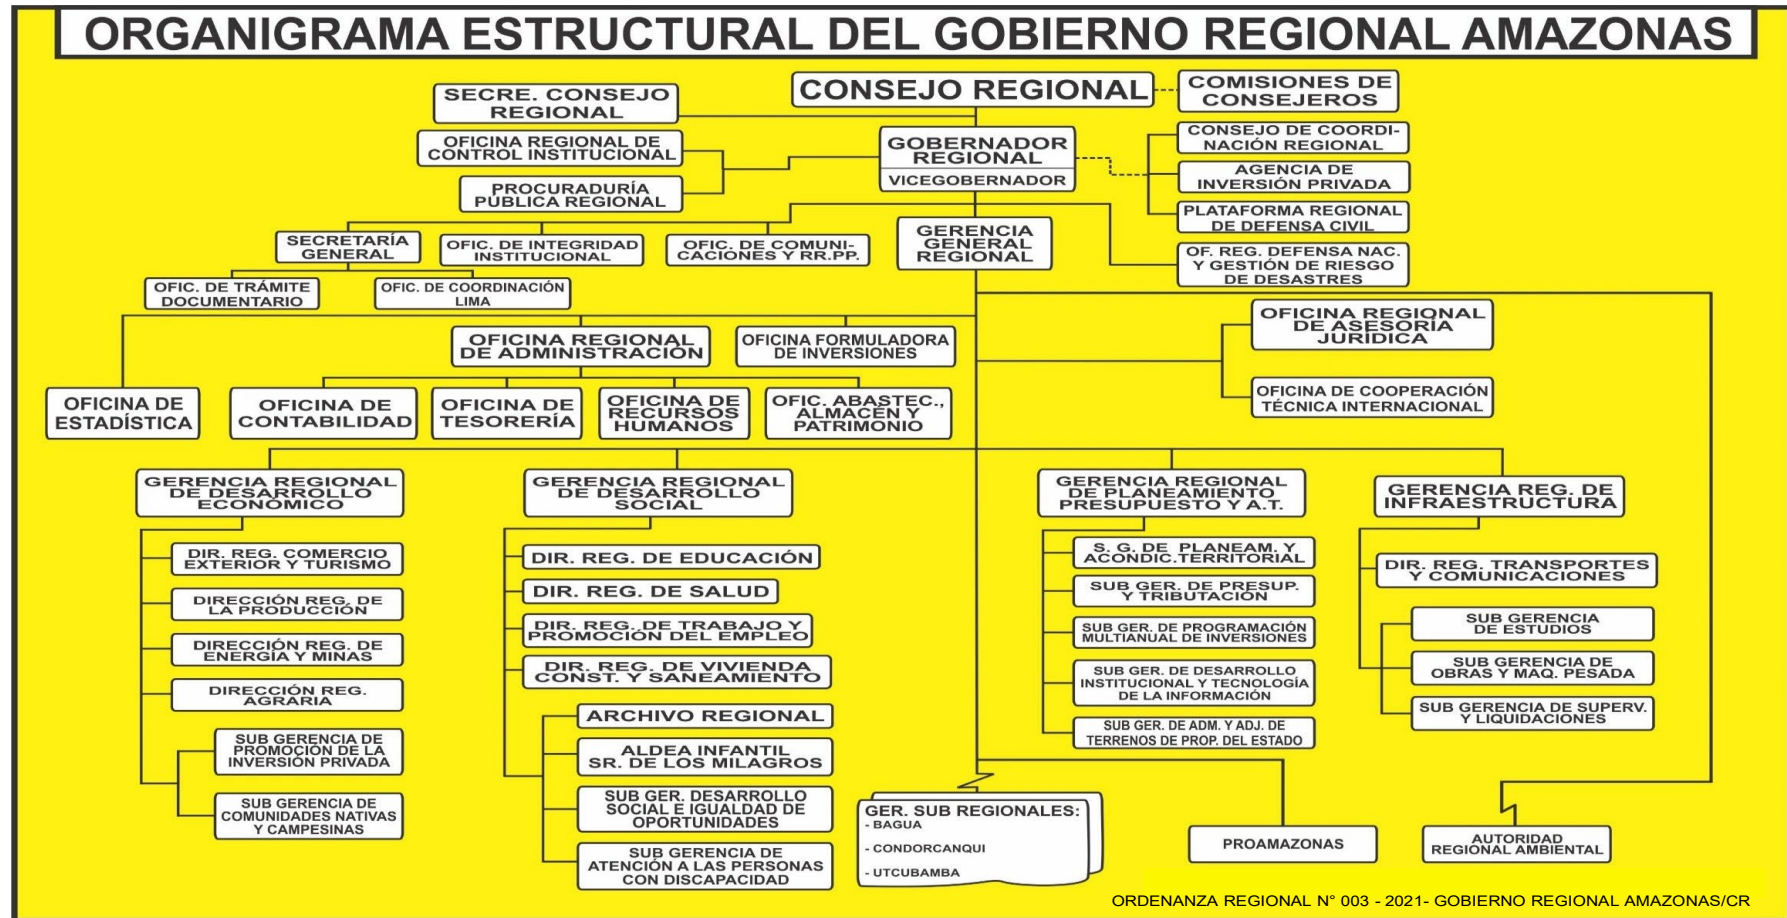 ORGANIGRAMA ESTRUCTURAL DEL GOBIERNO REGIONAL AMAZONAS
CONSEJO REGIONAL
COMISIONES DE
CONSEJEROS
SECRE. CONSEJO
REGIONAL
OFICINA REGIONAL DE
CONTROL INSTITUCIONAL
PROCURADURÍA
PÚBLICA REGIONAL
GOBERNADOR
REGIONAL
VICEGOBERNADOR
CONSEJO DE COORDI-
NACIÓN REGIONAL
AGENCIA DE
INVERSIÓN PRIVADA
PLATAFORMA REGIONAL
DE DEFENSA CIVIL
OF. REG. DEFENSA NAC.
Y GESTIÓN DE RIESGO
DE DESASTRES
SECRETARÍA
GENERAL
OFIC. DE INTEGRIDAD
INSTITUCIONAL
OFIC. DE COMUNI-
CACIONES Y RR.PP.
GERENCIA
GENERAL
REGIONAL
OFIC. DE TRÁMITE
DOCUMENTARIO
OFIC. DE COORDINACIÓN
LIMA
OFICINA REGIONAL
DE ADMINISTRACIÓN
OFICINA FORMULADORA
DE INVERSIONES
OFICINA REGIONAL
DE ASESORÍA
JURÍDICA
OFICINA DE COOPERACIÓN
TÉCNICA INTERNACIONAL
OFICINA DE
ESTADÍSTICA
OFICINA DE
CONTABILIDAD
OFICINA DE
TESORERÍA
OFICINA DE
RECURSOS
HUMANOS
OFIC. ABASTEC.,
ALMACÉN Y
PATRIMONIO
GERENCIA REGIONAL
DE DESARROLLO
ECONÓMICO
DIR. REG. COMERCIO
EXTERIOR Y TURISMO
DIRECCIÓN REG. DE
LA PRODUCCIÓN
DIRECCIÓN REG. DE
ENERGÍA Y MINAS
DIRECCIÓN REG.
AGRARIA
SUB GERENCIA DE
PROMOCIÓN DE LA
INVERSIÓN PRIVADA
SUB GERENCIA DE
COMUNIDADES NATIVAS
Y CAMPESINAS
GERENCIA REGIONAL
DE DESARROLLO
SOCIAL
DIR. REG. DE EDUCACIÓN
DIR. REG. DE SALUD
DIR. REG. DE TRABAJO Y
PROMOCIÓN DEL EMPLEO
DIR. REG. DE VIVIENDA
CONST. Y SANEAMIENTO
ARCHIVO REGIONAL
ALDEA INFANTIL
SR. DE LOS MILAGROS
SUB GER. DESARROLLO
SOCIAL E IGUALDAD DE
OPORTUNIDADES
SUB GERENCIA DE
ATENCIÓN A LAS PERSONAS
CON DISCAPACIDAD
GERENCIA REGIONAL
DE PLANEAMIENTO
PRESUPUESTO Y A.T.
S. G. DE PLANEAM. Y
ACONDIC.TERRITORIAL
SUB GER. DE PRESUP.
Y TRIBUTACIÓN
SUB GER. DE PROGRAMACIÓN
MULTIANUAL DE INVERSIONES
SUB GER. DE DESARROLLO
INSTITUCIONAL Y TECNOLOGÍA
DE LA INFORMACIÓN
SUB GER. DE ADM. Y ADJ. DE
TERRENOS DE PROP. DEL ESTADO
GERENCIA REG. DE
INFRAESTRUCTURA
DIR. REG. TRANSPORTES
Y COMUNICACIONES
SUB GERENCIA
DE ESTUDIOS
SUB GERENCIA DE
OBRAS Y MAQ. PESADA
SUB GERENCIA DE SUPERV.
Y LIQUIDACIONES
GER. SUB REGIONALES:
- BAGUA
- CONDORCANQUI
- UTCUBAMBA
PROAMAZONAS
AUTORIDAD
REGIONAL AMBIENTAL
ORDENANZA REGIONAL N° 003 - 2021- GOBIERNO REGIONAL AMAZONAS/CR